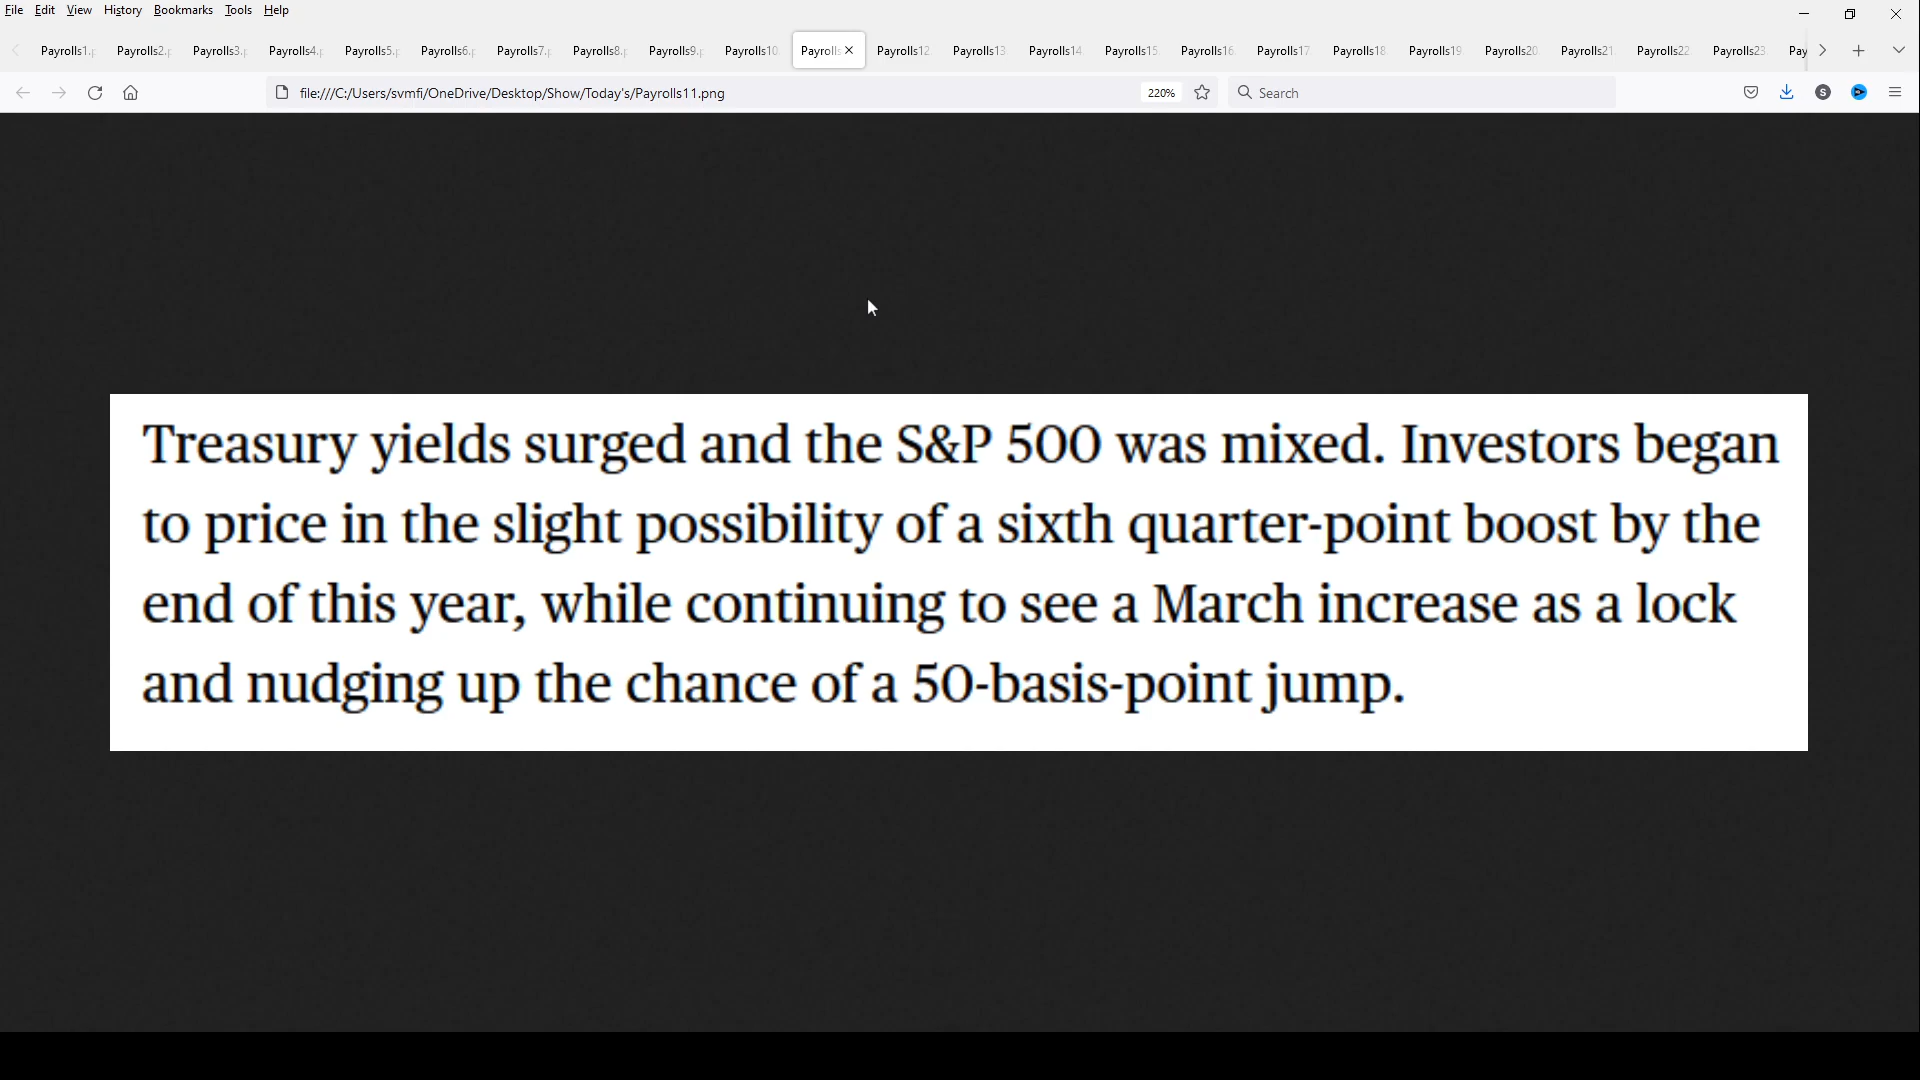 File Edit View History Bookmarks Tools Help
Payrolls1. Payrolls2. Payrolls3. Payrolls4. Payrolls5. Payrolls6. Payrolls7. Payrolls8. Payrolls9. Payrolls10. Payrolls Payrolls12 Payrolls13 Payrolls14 Payrolls15 Payrolls16 Payrolls17 Payrolls18 Payrolls19 Payrolls20 Payrolls21 Payrolls22 Payrolls23 Pay
file:///C:/Users/svmfi/OneDrive/Desktop/Show/Today's/Payrolls11.png 220% Search S
Treasury yields surged and the S&P 500 was mixed. Investors began
to price in the slight possibility of a sixth quarter-point boost by the
end of this year, while continuing to see a March increase as a lock
and nudging up the chance of a 50-basis-point jump.